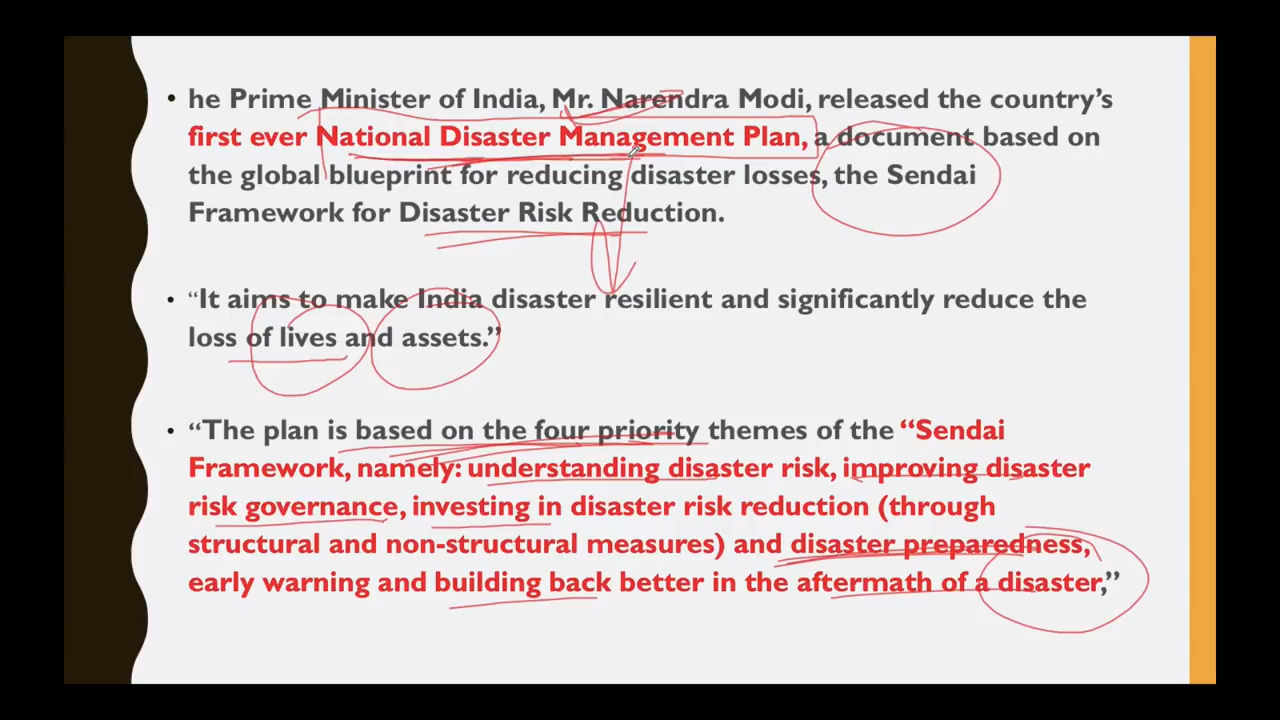 • he Prime Minister of India, Mr. Narendra Modi, released the country’s
first ever National Disaster Management Plan, a document based on
the global blueprint for reducing disaster losses, the Sendai
Framework for Disaster Risk Reduction.
• “It aims to make India disaster resilient and significantly reduce the
loss of lives and assets.”
• “The plan is based on the four priority themes of the “Sendai
Framework, namely: understanding disaster risk, improving disaster
risk governance, investing in disaster risk reduction (through
structural and non-structural measures) and disaster preparedness,
early warning and building back better in the aftermath of a disaster,”